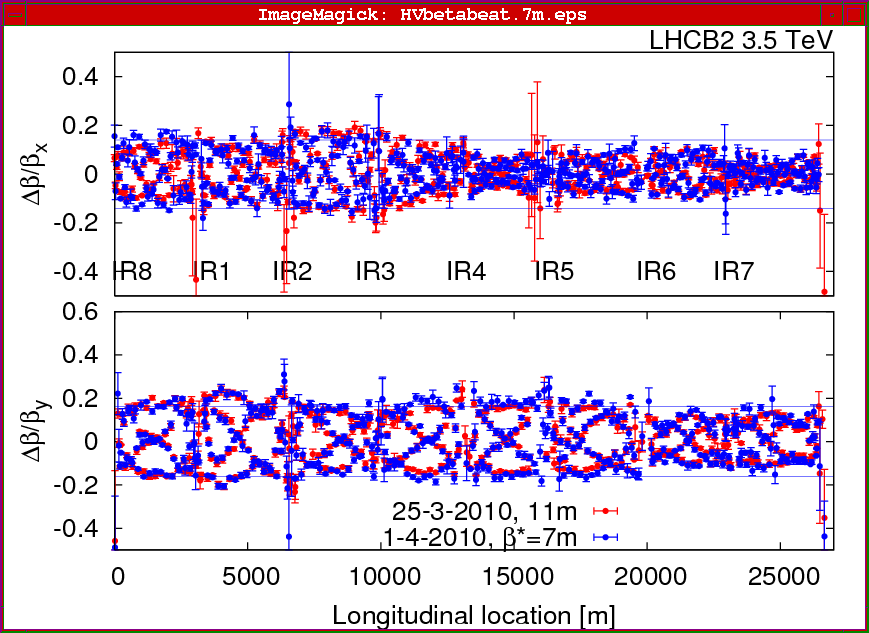 ImageMagick: HVbetabeat.7m.eps
LHCB2 3.5 TeV
0.4
0.2
0
-0.2
-0.4
Δβ/βx
IR8 IR1 IR2 IR3 IR4 IR5 IR6 IR7
0.6
0.4
0.2
0
-0.2
-0.4
Δβ/βy
25-3-2010, 11m
1-4-2010, β*=7m
0 5000 10000 15000 20000 25000
Longitudinal location [m]